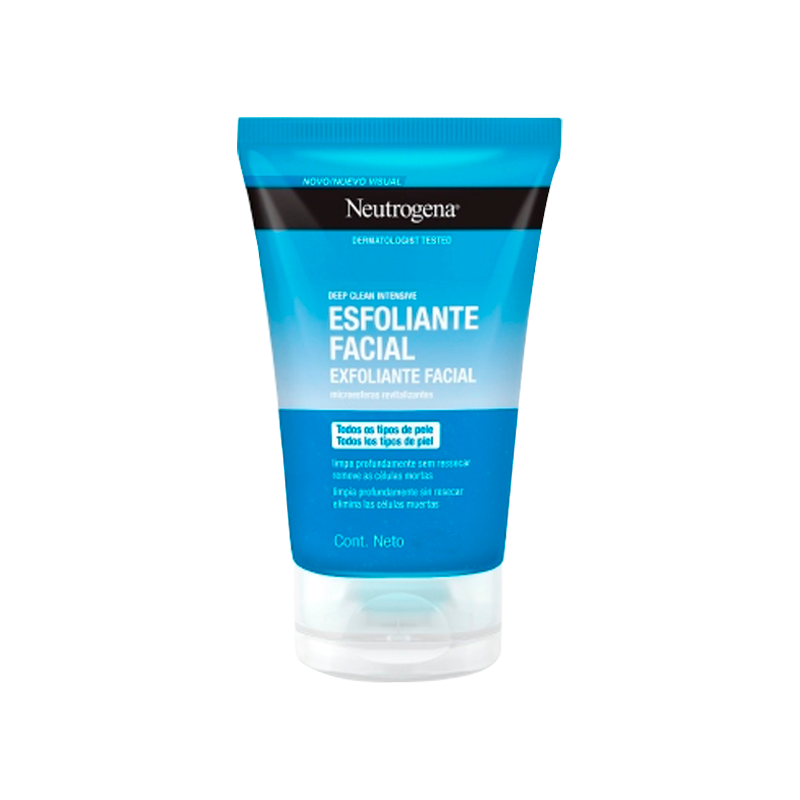 NOVO/NUEVO VISUAL
Neutrogena®
DERMATOLOGIST TESTED
DEEP CLEAN INTENSIVE
ESFOLIANTE
FACIAL
EXFOLIANTE FACIAL
microesferas revitalizantes
Todos os tipos de pele
Todos los tipos de piel
limpa profundamente sem ressecar
remove as células mortas
limpia profundamente sin resecar
elimina las células muertas
Cont. Neto